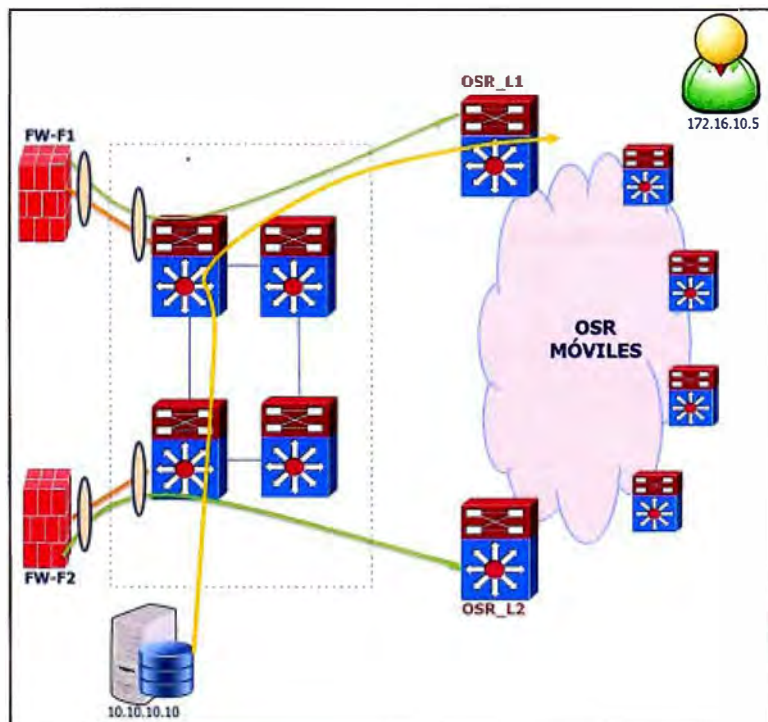 OSR_L1
172.16.10.5
FW-F1
OSR
MÓVILES
FW-F2
OSR_L2
10.10.10.10